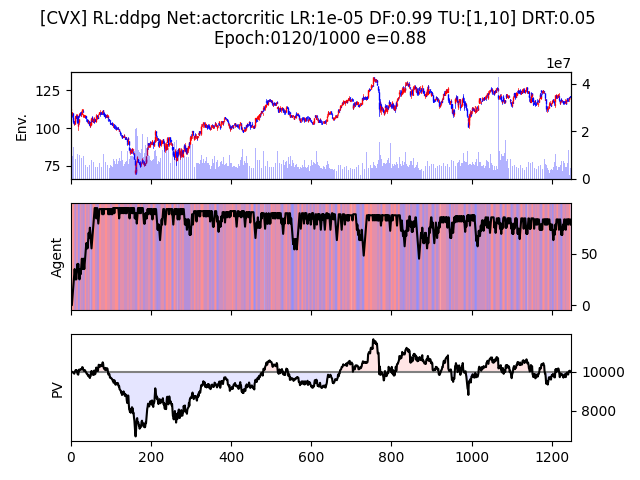 [CVX] RL:ddpg Net:actorcritic LR:1e-05 DF:0.99 TU:[1,10] DRT:0.05
Epoch:0120/1000 e=0.88
1e7
125
100
75
Env.
4
2
0
Agent
50
0
PV
10000
8000
0
200
400
600
800
1000
1200